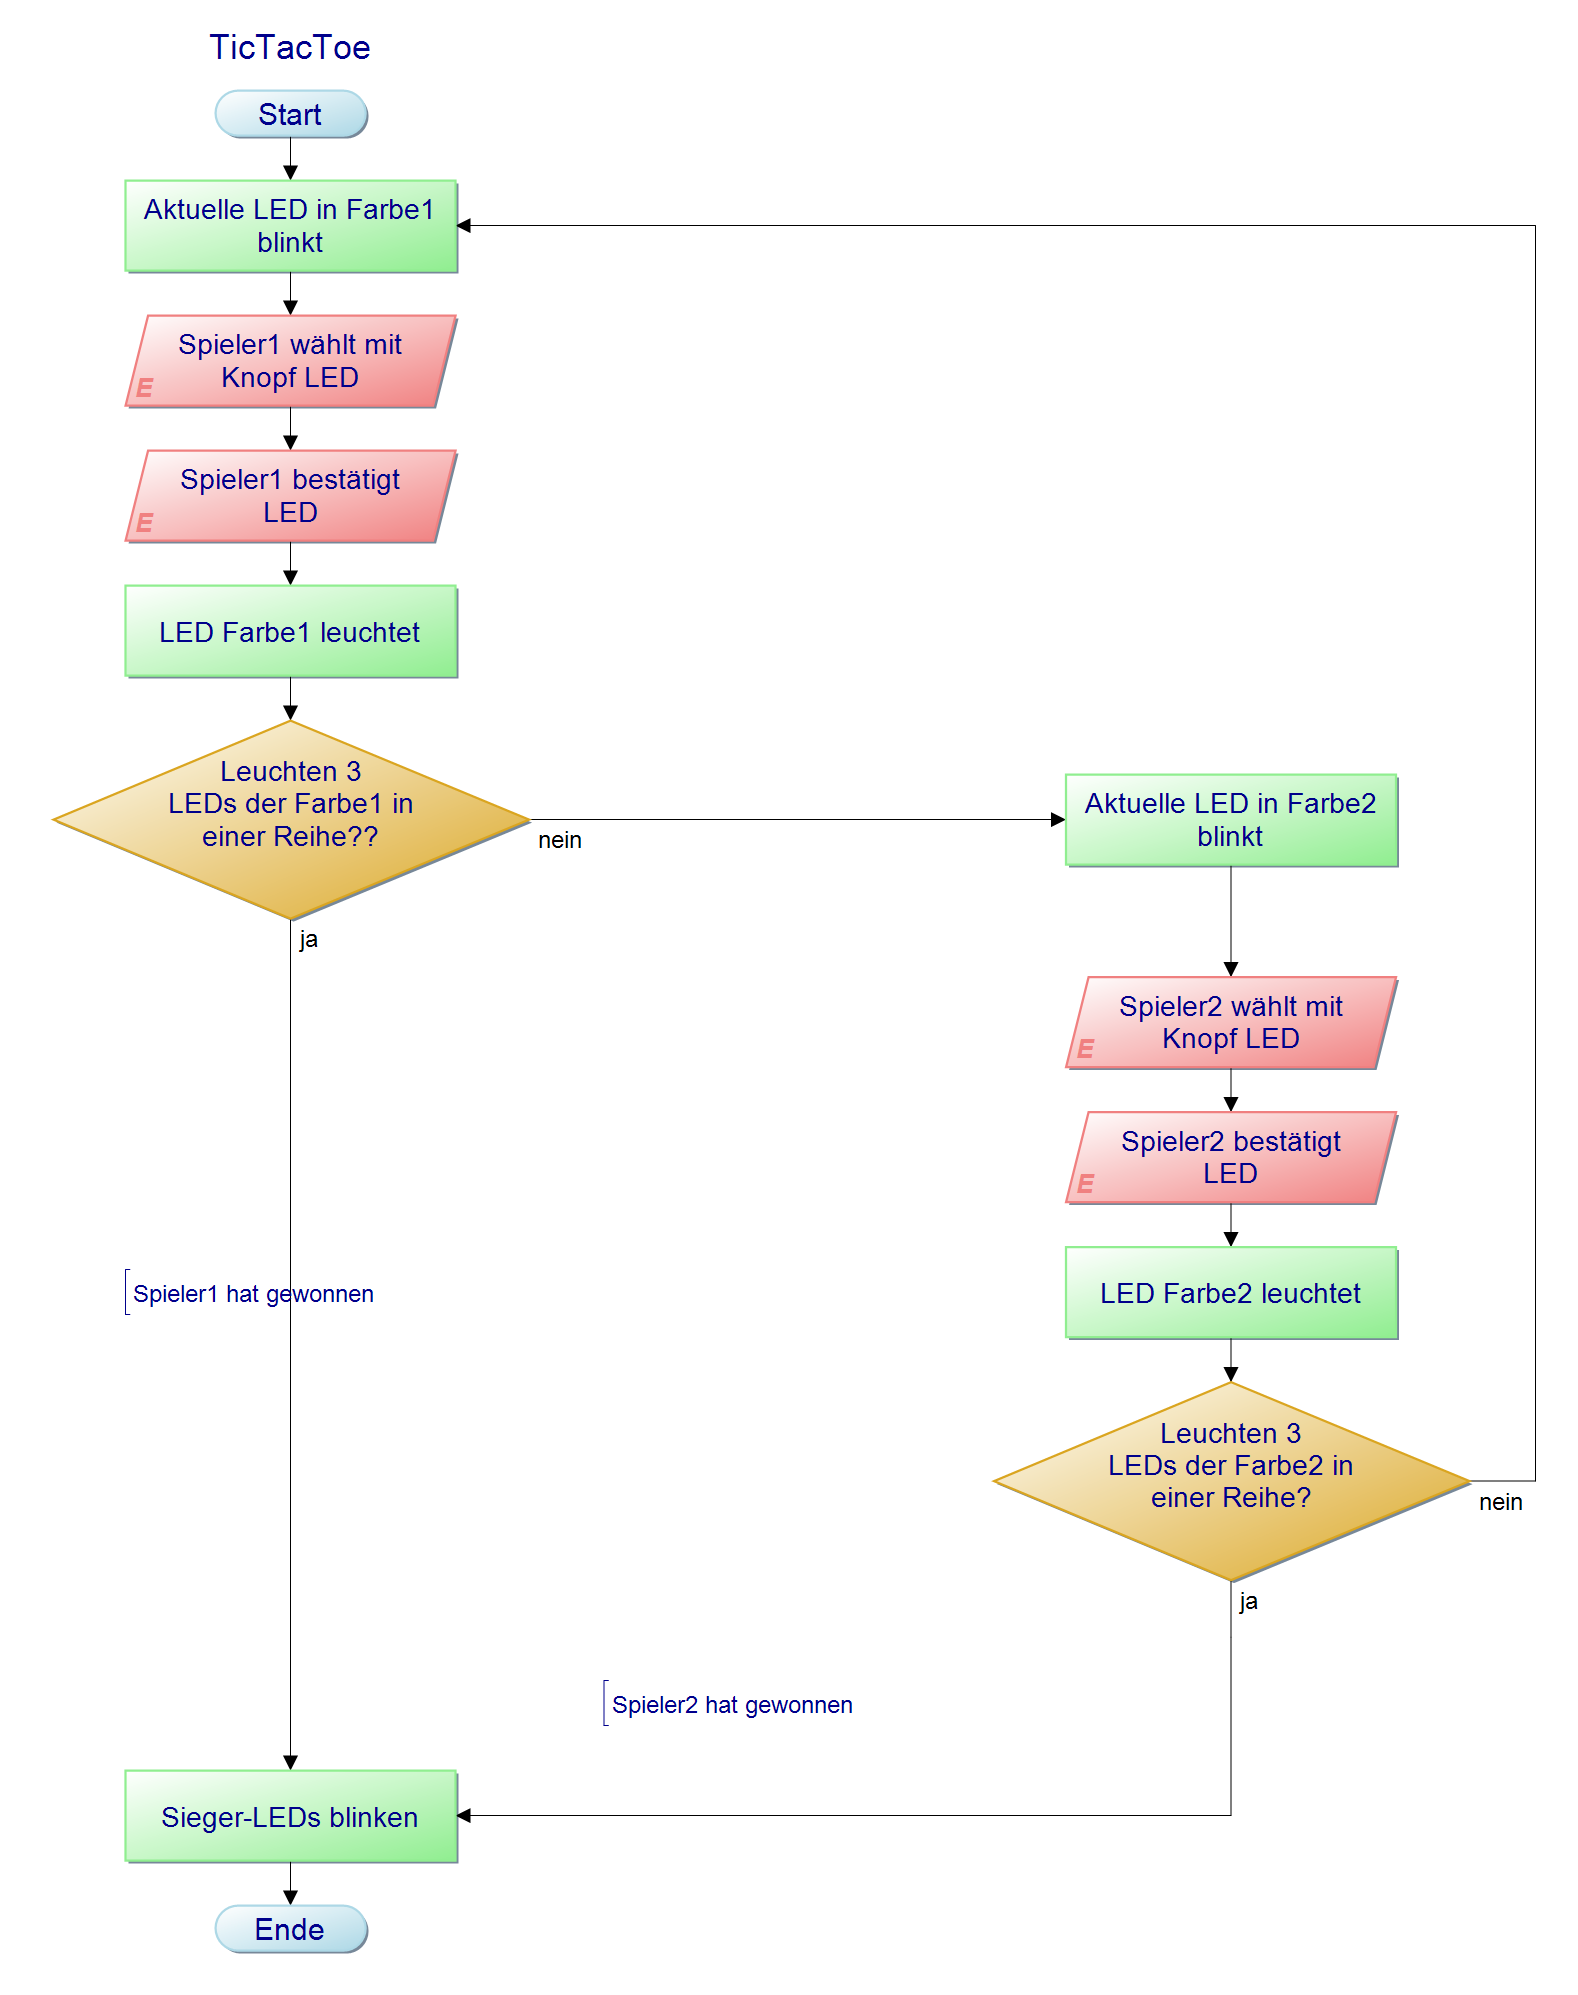 TicTacToe
Start
Aktuelle LED in Farbe1
blinkt
Spieler1 wählt mit
Knopf LED
E
Spieler1 bestätigt
LED
E
LED Farbe1 leuchtet
Leuchten 3
LEDs der Farbe1 in
einer Reihe??
nein
ja
Aktuelle LED in Farbe2
blinkt
Spieler2 wählt mit
Knopf LED
E
Spieler2 bestätigt
LED
E
LED Farbe2 leuchtet
Spieler1 hat gewonnen
Leuchten 3
LEDs der Farbe2 in
einer Reihe?
nein
ja
Spieler2 hat gewonnen
Sieger-LEDs blinken
Ende